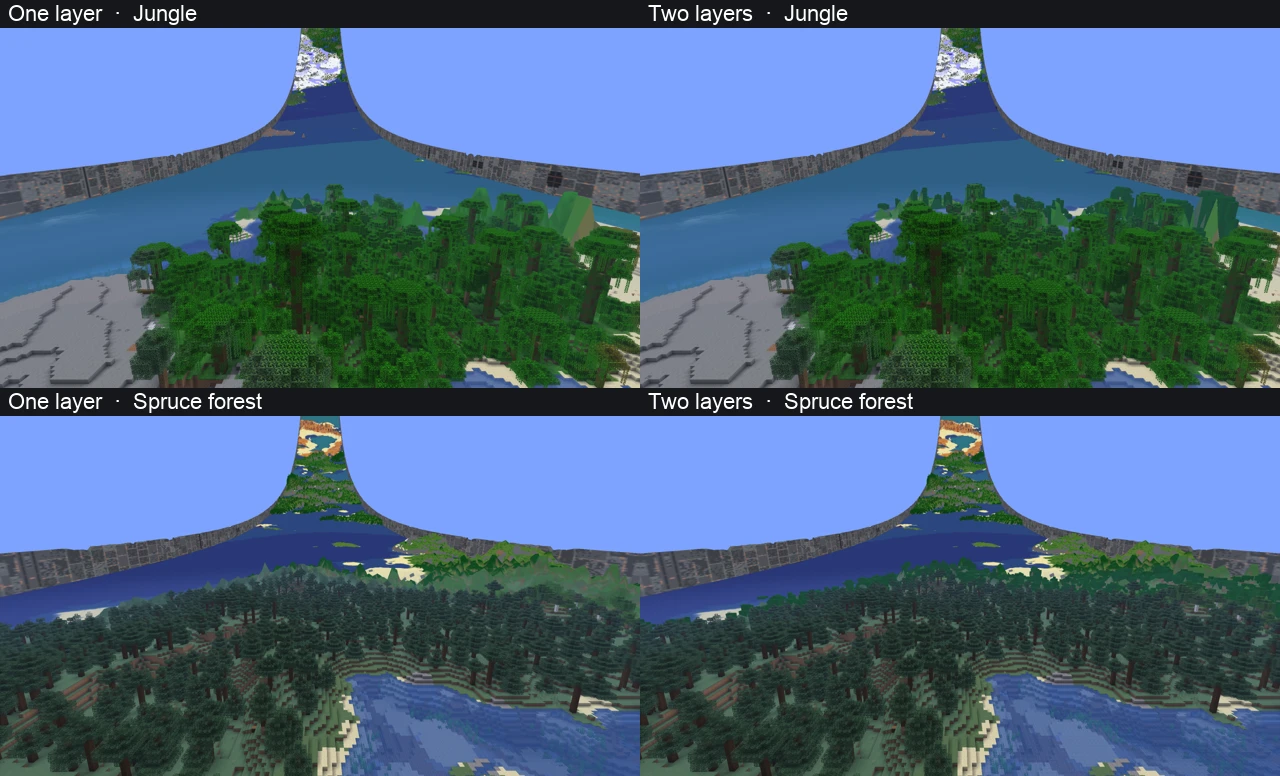 One layer · Jungle
Two layers · Jungle
One layer · Spruce forest
Two layers · Spruce forest